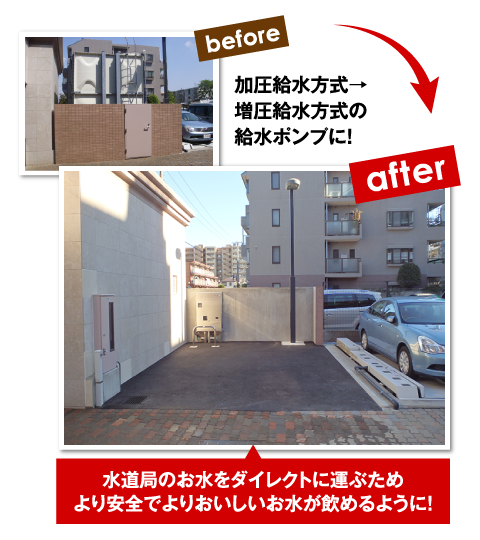 before
加圧給水方式→
増圧給水方式の
給水ポンプに!
after
水道局のお水をダイレクトに運ぶため
より安全でよりおいしいお水が飲めるように!